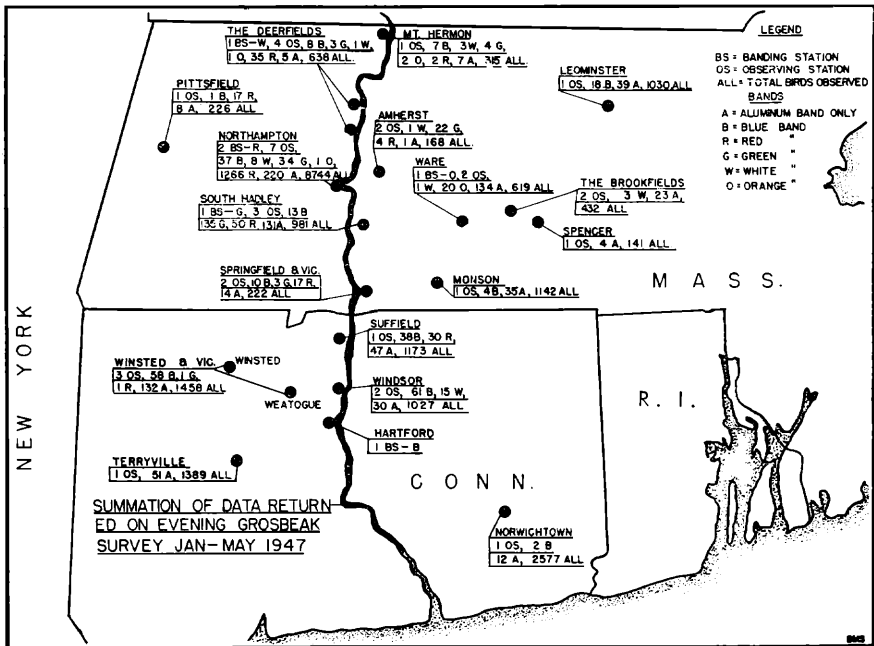 THE DEERFIELDS
1 BS-W, 4 OS, 8 B, 3 G, 1 W,
1 O, 35 R, 5 A, 638 ALL.
MT. HERMON
1 OS, 7 B, 3 W, 4 G,
2 O, 2 R, 7 A, 315 ALL.
LEGEND
BS = BANDING STATION
OS = OBSERVING STATION
ALL = TOTAL BIRDS OBSERVED
BANDS
A = ALUMINUM BAND ONLY
B = BLUE BAND
R = RED "
G = GREEN "
W = WHITE "
O = ORANGE "
LEOMINSTER
1 OS, 18 B, 39 A, 1030 ALL
PITTSFIELD
1 OS, 1 B, 17 R,
8 A, 226 ALL
AMHERST
2 OS, 1 W, 22 G,
4 R, 1 A, 168 ALL.
NORTHAMPTON
2 BS-R, 7 OS,
37 B, 8 W, 34 G, 1 O,
1266 R, 220 A, 8744 ALL
WARE
1 BS-O, 2 OS,
1 W, 20 O, 134 A, 619 ALL
THE BROOKFIELDS
2 OS, 3 W, 23 A,
432 ALL
SOUTH HADLEY
1 BS-G, 3 OS, 13 B
135 G, 50 R, 131A, 981 ALL
SPENCER
1 OS, 4 A, 141 ALL
SPRINGFIELD & VIC.
2 OS, 10 B, 3 G, 17 R,
14 A, 222 ALL
MONSON
1 OS, 4 B, 35 A, 1142 ALL
MASS.
NEW YORK
SUFFIELD
1 OS, 38 B, 30 R,
47 A, 1173 ALL
WINSTED & VIC.
3 OS, 58 B, 1 G,
1 R, 132 A, 1458 ALL
WINSTED
WEATOGUE
WINDSOR
2 OS, 61 B, 15 W,
30 A, 1027 ALL
R. I.
HARTFORD
1 BS-B
TERRYVILLE
1 OS, 51 A, 1389 ALL
CONN.
SUMMATION OF DATA RETURN
ED ON EVENING GROSBEAK
SURVEY JAN-MAY 1947
NORWICHTOWN
1 OS, 2 B
12 A, 2577 ALL